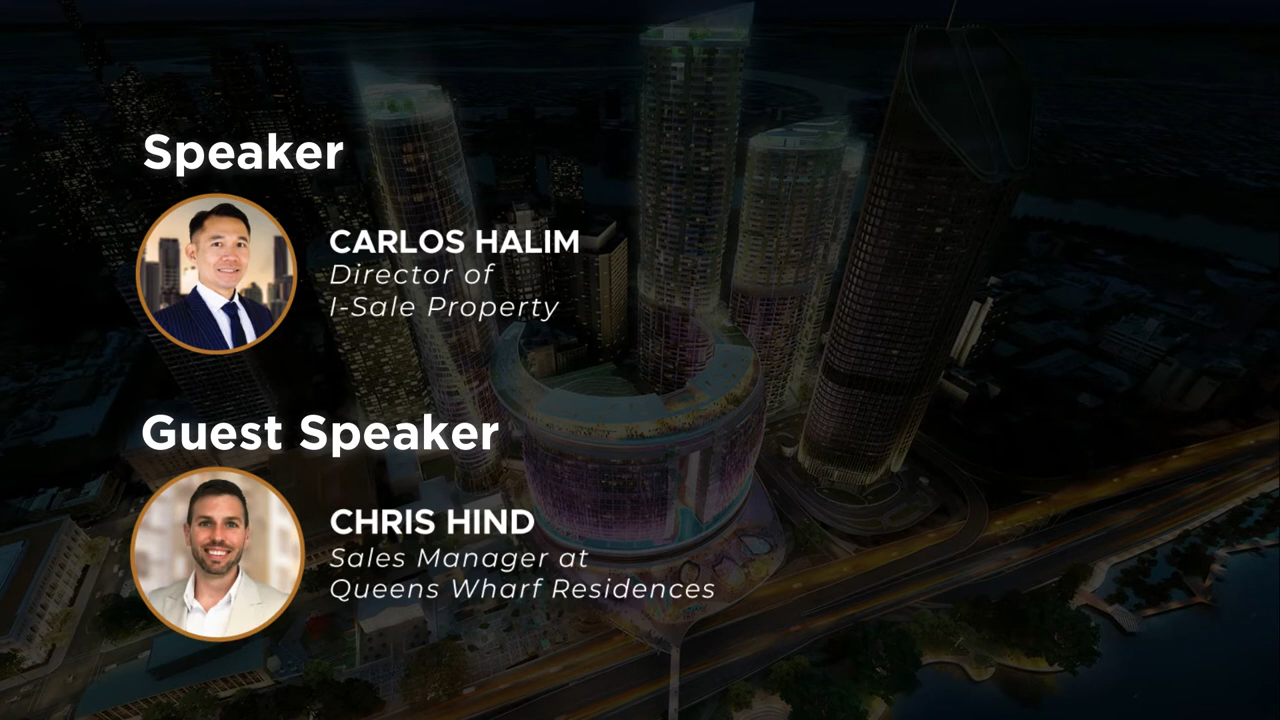 Speaker
CARLOS HALIM
Director of
I-Sale Property
Guest Speaker
CHRIS HIND
Sales Manager at
Queens Wharf Residences